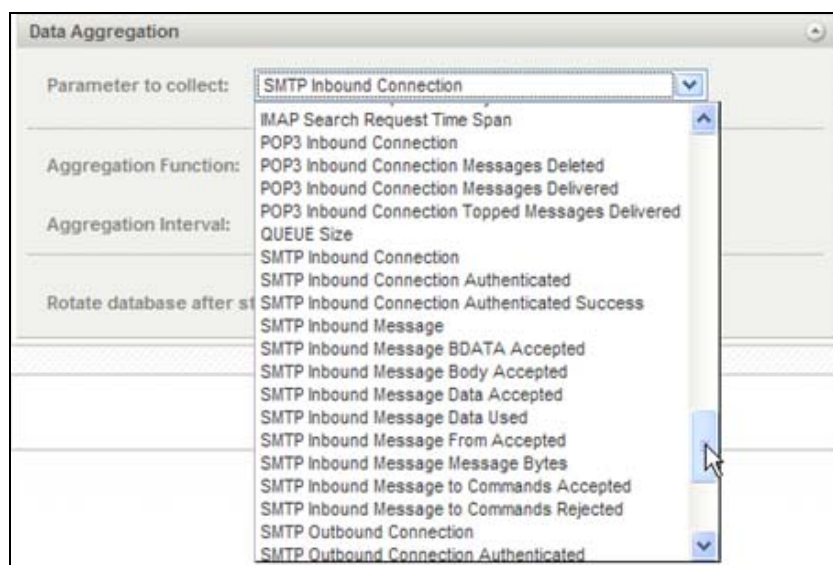 Data Aggregation
Parameter to collect:
SMTP Inbound Connection
IMAP Search Request Time Span
POP3 Inbound Connection
POP3 Inbound Connection Messages Deleted
Aggregation Function:
POP3 Inbound Connection Messages Delivered
POP3 Inbound Connection Topped Messages Delivered
Aggregation Interval:
QUEUE Size
SMTP Inbound Connection
SMTP Inbound Connection Authenticated
Rotate database after st
SMTP Inbound Connection Authenticated Success
SMTP Inbound Message
SMTP Inbound Message BDATA Accepted
SMTP Inbound Message Body Accepted
SMTP Inbound Message Data Accepted
SMTP Inbound Message Data Used
SMTP Inbound Message From Accepted
SMTP Inbound Message Message Bytes
SMTP Inbound Message to Commands Accepted
SMTP Inbound Message to Commands Rejected
SMTP Outbound Connection
SMTP Outbound Connection Authenticated